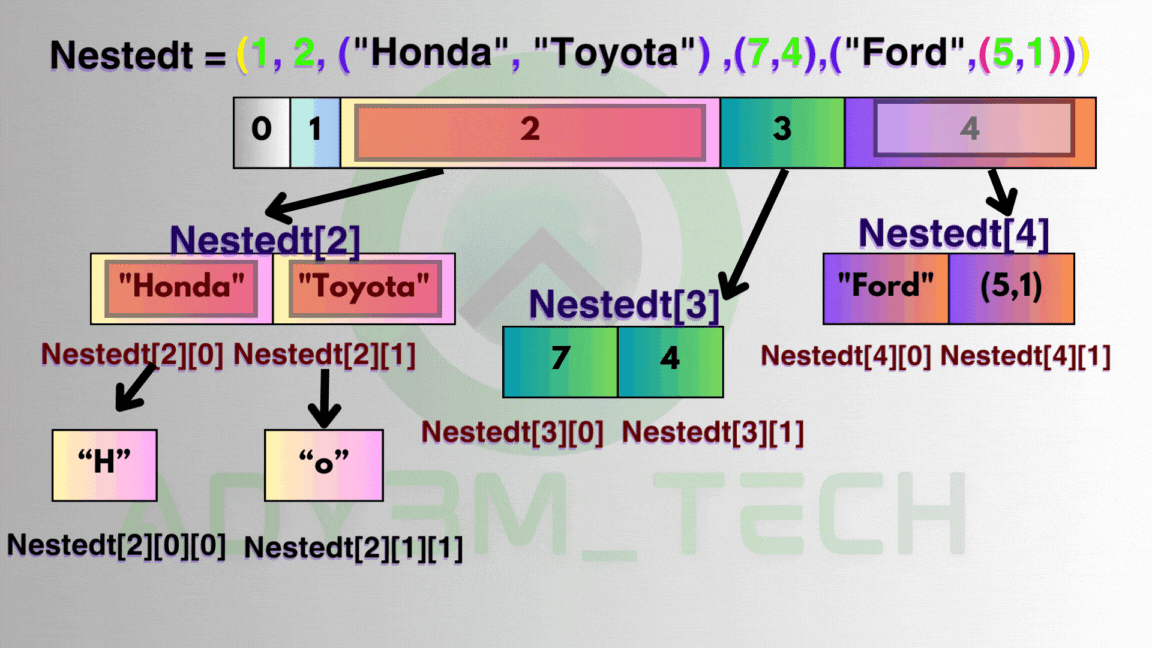 Nestedt = (1, 2, ("Honda", "Toyota") ,(7,4),("Ford",(5,1)))
0 1 2 3 4
Nestedt[2]
"Honda" "Toyota"
Nestedt[2][0] Nestedt[2][1]
“H” “o”
Nestedt[2][0][0] Nestedt[2][1][1]
Nestedt[3]
7 4
Nestedt[3][0] Nestedt[3][1]
Nestedt[4]
"Ford" (5,1)
Nestedt[4][0] Nestedt[4][1]